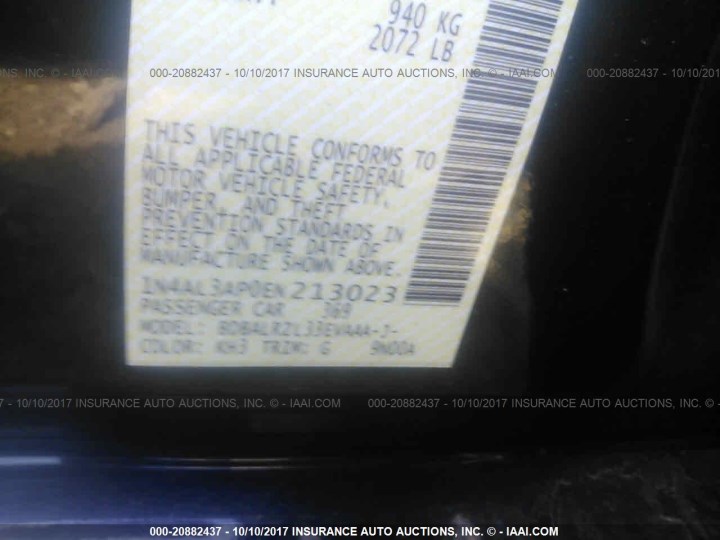 940 KG
2072 LB
INS, INC. © - IAAI.COM 000-20882437 - 10/10/2017 INSURANCE AUTO AUCTIONS, INC. © - IAAI.COM 000-20882437 - 10/10/2017
THIS VEHICLE CONFORMS TO
ALL APPLICABLE FEDERAL
MOTOR VEHICLE SAFETY,
BUMPER, AND THEFT
PREVENTION STANDARDS IN
EFFECT ON THE DATE OF
MANUFACTURE SHOWN ABOVE.
1N4AL3AP0EN213023
PASSENGER CAR 369
MODEL: BDBALRZL33EVAAA-J-
COLOR: KH3 TRIM: G
7 - 10/10/2017 INSURANCE AUTO AUCTIONS, INC. © - IAAI.COM 000-20882437 - 10/10/2017 INSURANCE AUTO AUCTIONS, INC. ©
000-20882437 - 10/10/2017 INSURANCE AUTO AUCTIONS, INC. © - IAAI.COM